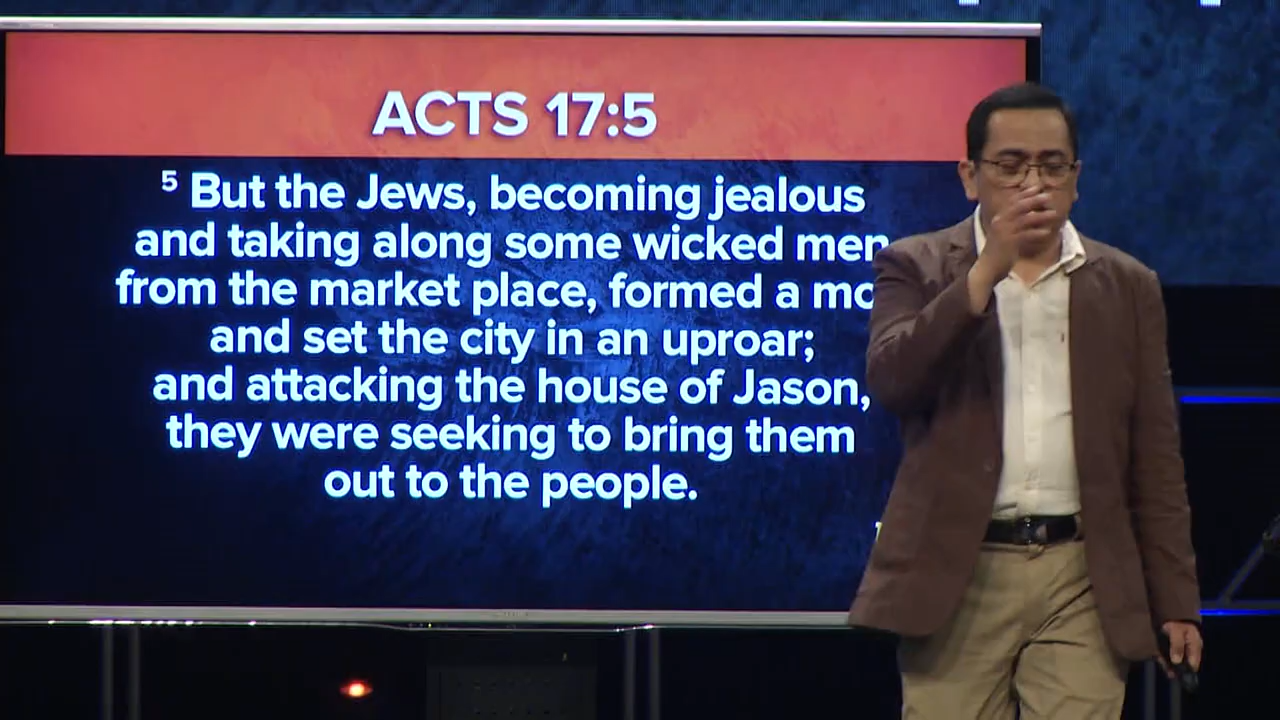 ACTS 17:5
5 But the Jews, becoming jealous
and taking along some wicked men
from the market place, formed a mo
and set the city in an uproar;
and attacking the house of Jason,
they were seeking to bring them
out to the people.